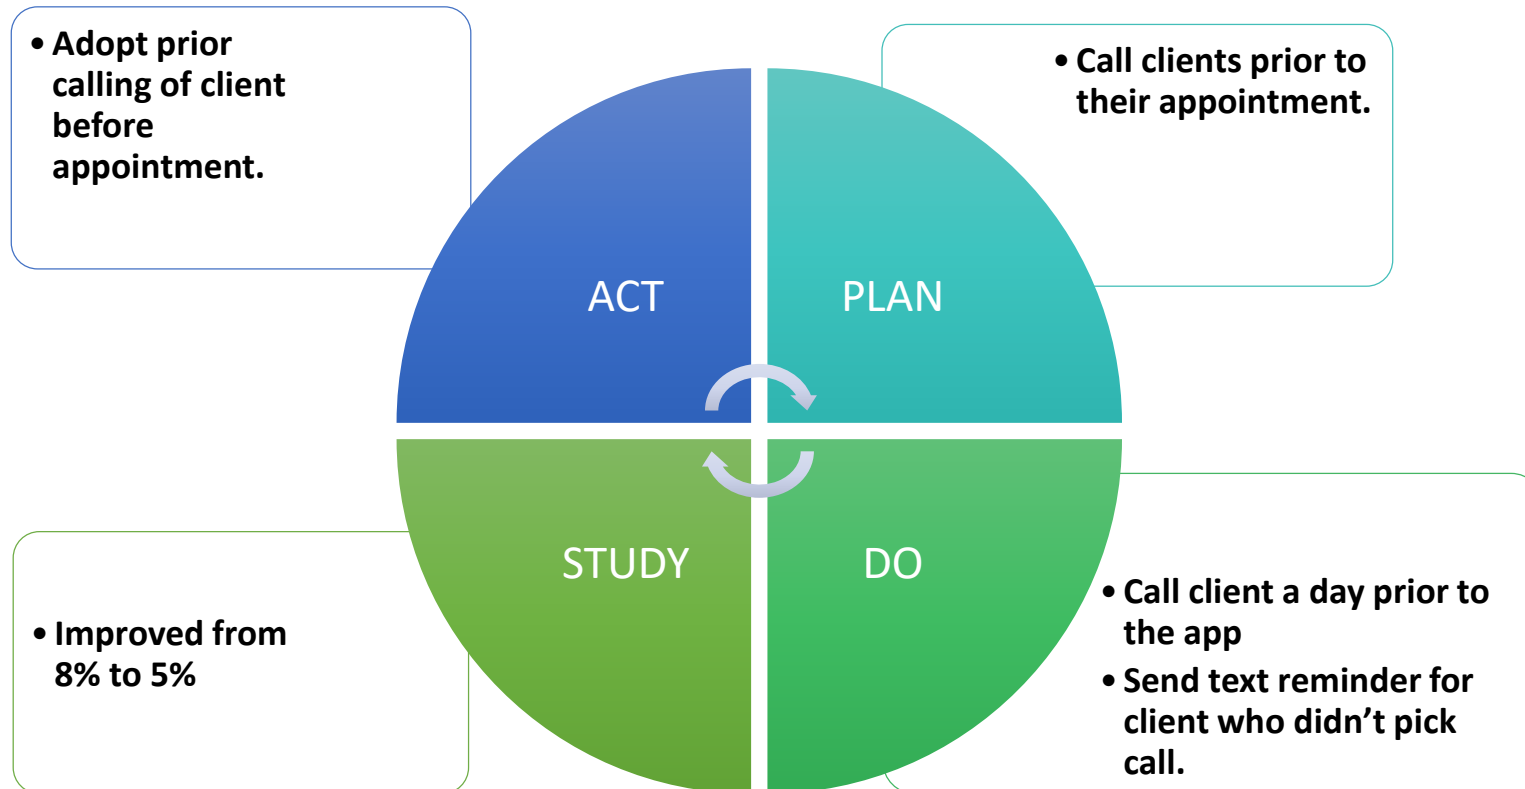 • Adopt prior
calling of client
before
appointment.
• Call clients prior to
their appointment.
ACT
PLAN
STUDY
DO
• Improved from
8% to 5%
• Call client a day prior to
the app
• Send text reminder for
client who didn’t pick
call.